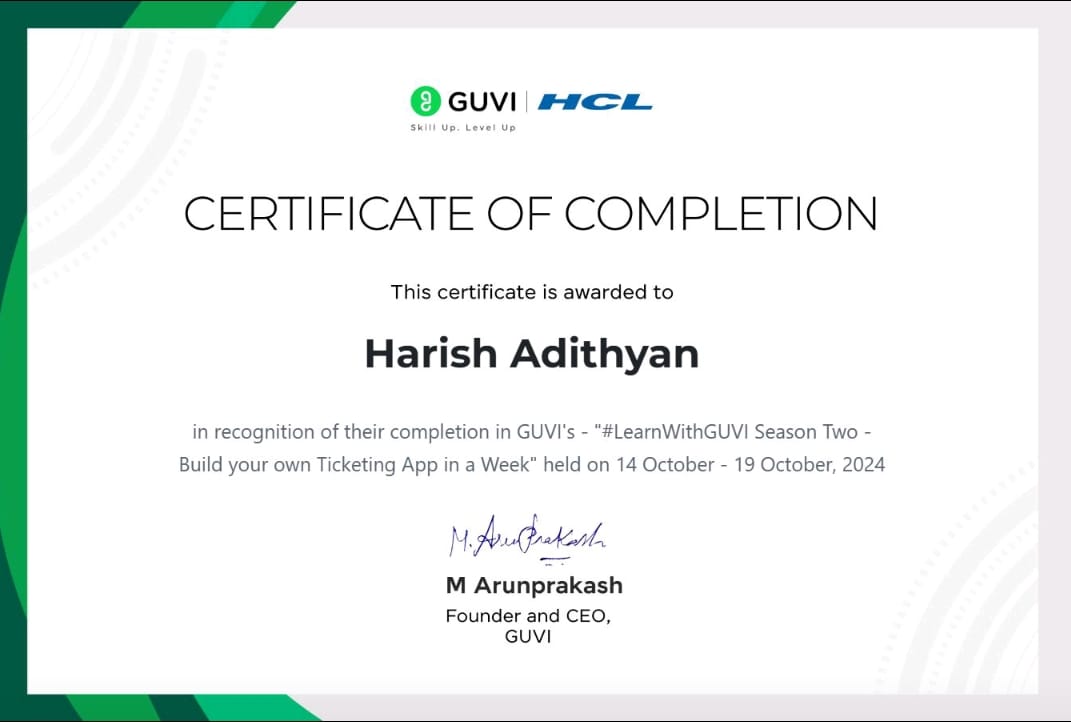 GUVI | HCL
Skill Up. Level Up
CERTIFICATE OF COMPLETION
This certificate is awarded to
Harish Adithyan
in recognition of their completion in GUVI's - "#LearnWithGUVI Season Two -
Build your own Ticketing App in a Week" held on 14 October - 19 October, 2024
M. ArunPrakash
M Arunprakash
Founder and CEO,
GUVI